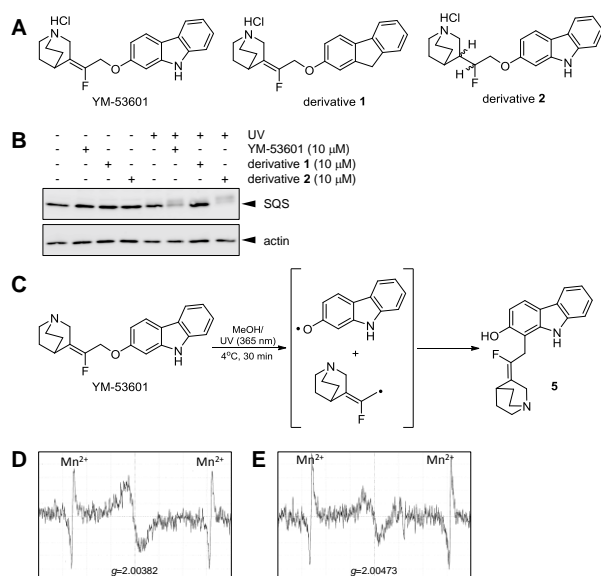 A
HCl
N
O
F
N
H
YM-53601
HCl
N
O
F
derivative 1
HCl
N
H
H
F
O
N
H
derivative 2
B
- - - - + + + + UV
- + - - - + - - YM-53601 (10 μM)
- - + - - - + - derivative 1 (10 μM)
- - - + - - - + derivative 2 (10 μM)
SQS
actin
C
N
O
F
N
H
YM-53601
MeOH/
UV (365 nm)
4°C, 30 min
•O
N
H
+
N
F
•
HO
N
H
F
N
5
D
Mn2+ Mn2+
g=2.00382
E
Mn2+ Mn2+
g=2.00473